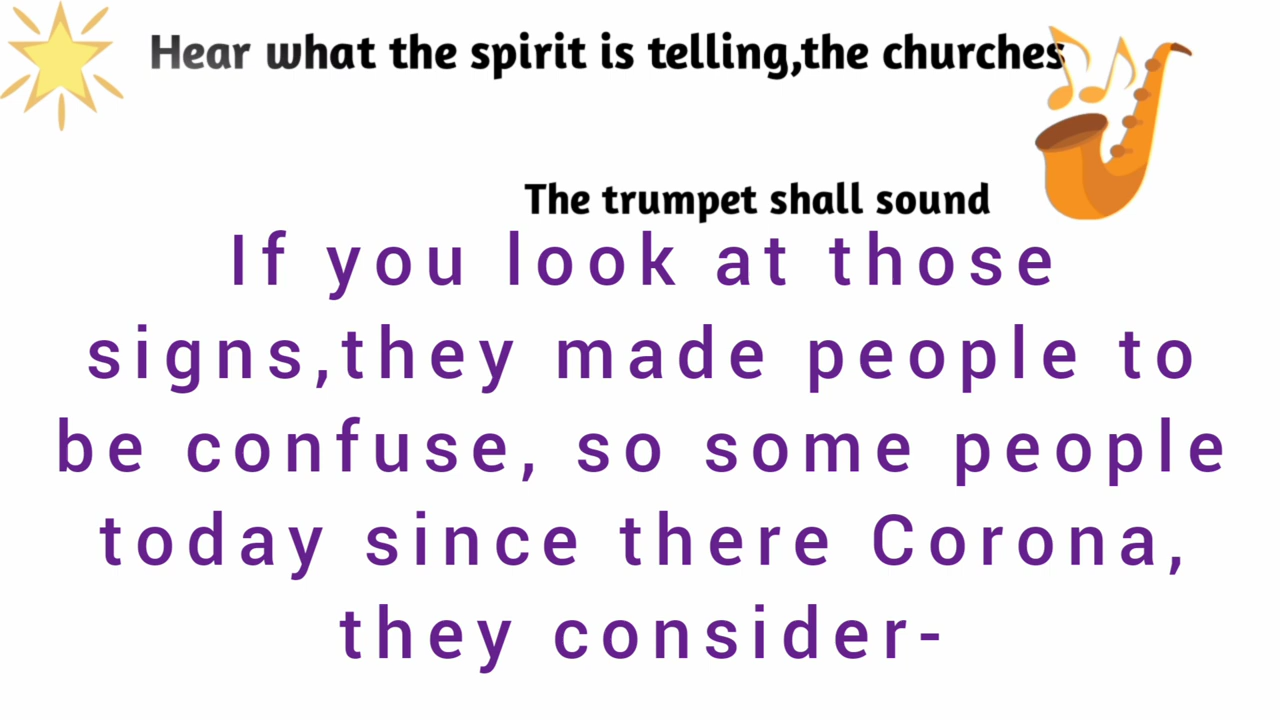 Hear what the spirit is telling,the churches
The trumpet shall sound
If you look at those
signs,they made people to
be confuse, so some people
today since there Corona,
they consider-